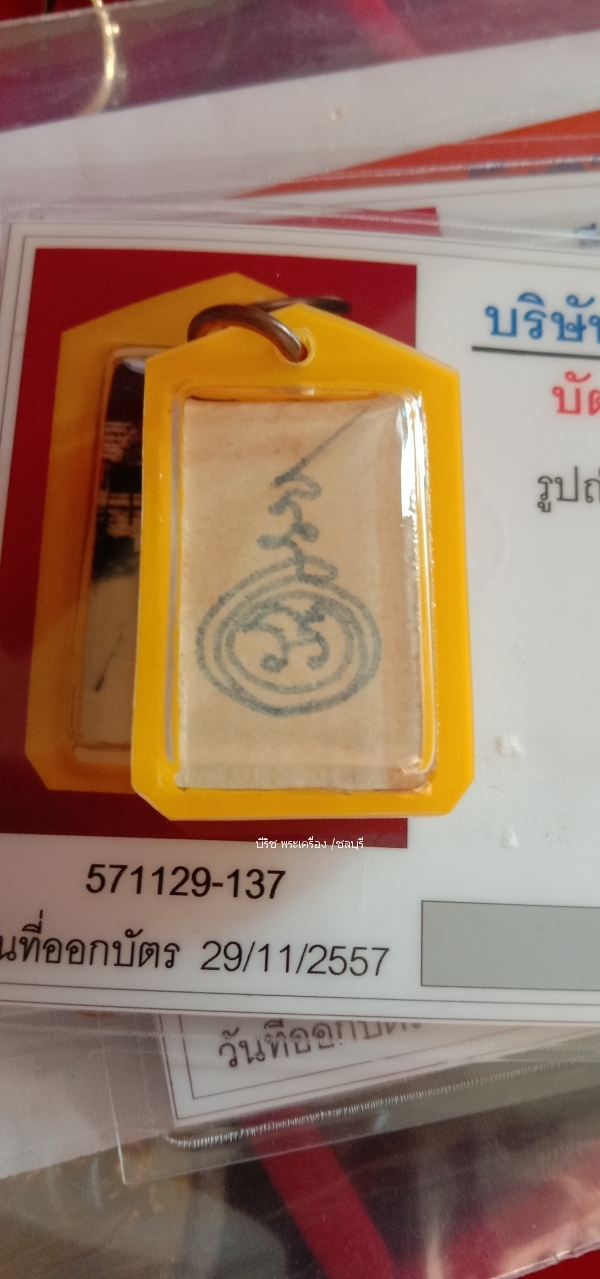 บริษั
บัต
รูปถ่
บีริช พระเครื่อง /ชลบุรี
571129-137
นที่ออกบัตร 29/11/2557
วันที่ออกบัตร